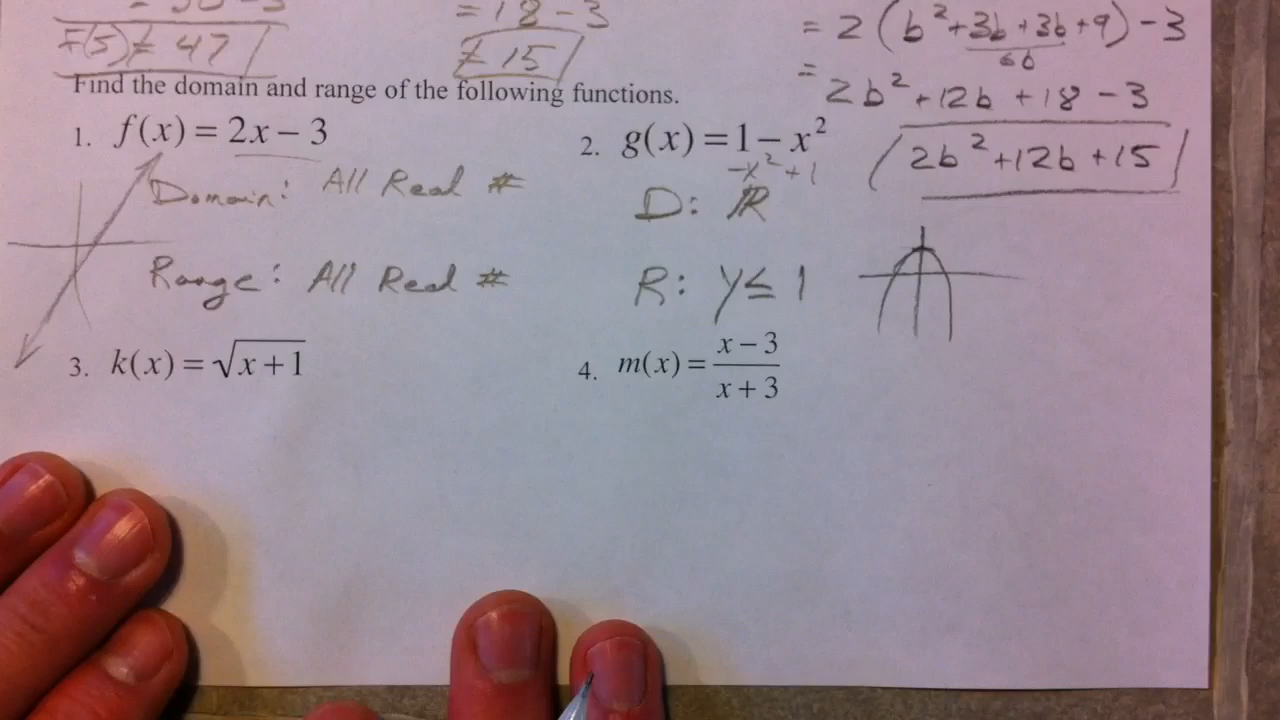 = 18 - 3
F(5) = 47
= 15
= 2 (b²+3b+3b+9) - 3
6b
= 2b² +12b + 18 - 3
2b² +12b +15
Find the domain and range of the following functions.
1. f(x) = 2x - 3
Domain: All Real #
Range: All Real #
2. g(x) = 1 - x²
-x² + 1
D: ℝ
R: y ≤ 1
3. k(x) = √x+1
4. m(x) = x - 3
x + 3